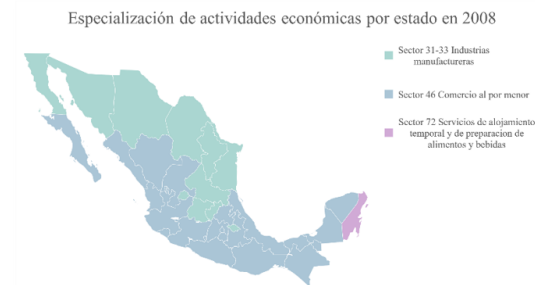 Especialización de actividades económicas por estado en 2008
Sector 31-33 Industrias
manufactureras
Sector 46 Comercio al por menor
Sector 72 Servicios de alojamiento
temporal y de preparacion de
alimentos y bebidas